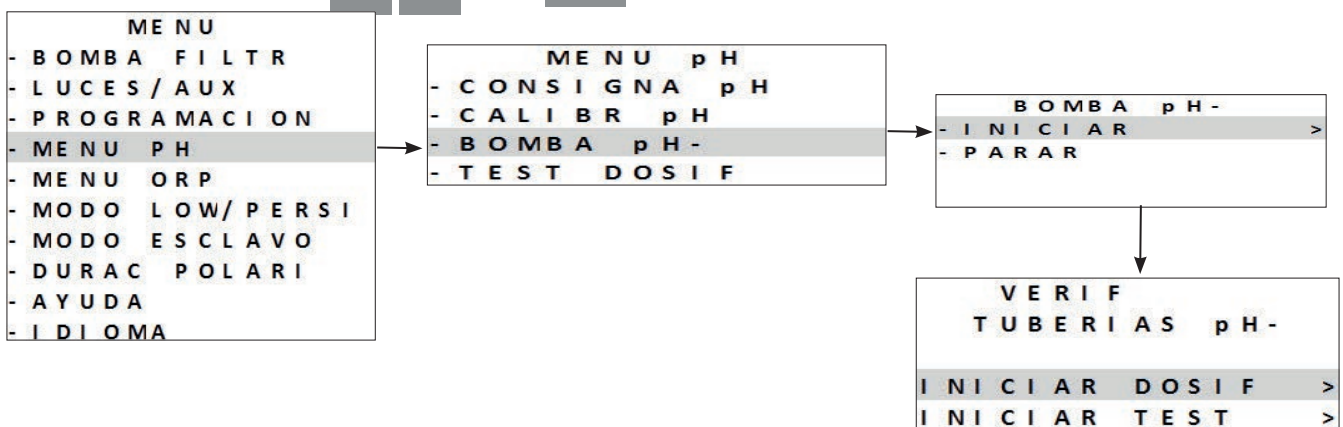 MENU
- BOMBA FILTR
- LUCES/AUX
- PROGRAMACION
- MENU PH
- MENU ORP
- MODO LOW/PERSI
- MODO ESCLAVO
- DURAC POLARI
- AYUDA
- IDIOMA
MENU pH
- CONSIGNA pH
- CALIBR pH
- BOMBA pH-
- TEST DOSIF
BOMBA pH-
- INICIAR >
- PARAR
VERIF
TUBERIAS pH-
INICIAR DOSIF >
INICIAR TEST >